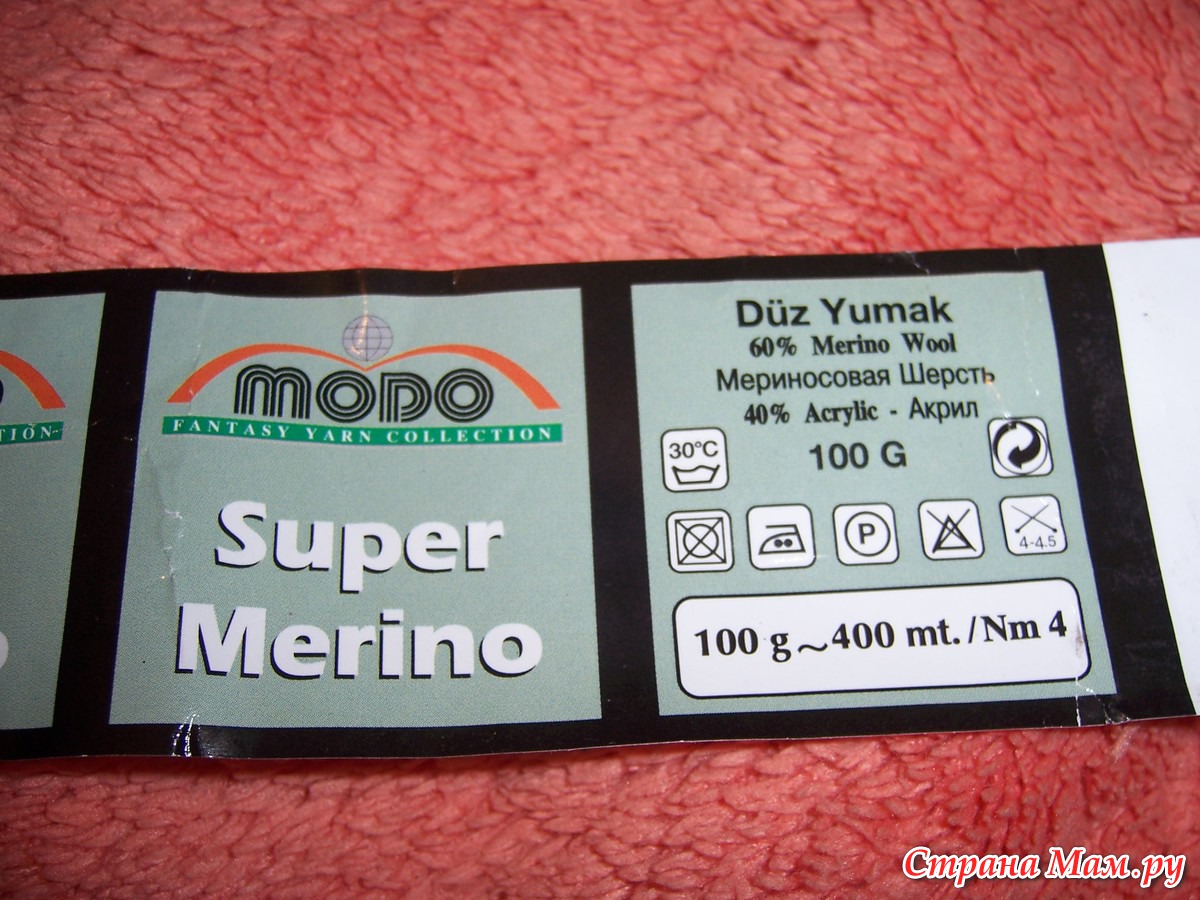 MODO
FANTASY YARN COLLECTION
Super
Merino
Düz Yumak
60% Merino Wool
Мериносовая Шерсть
40% Acrylic - Акрил
30°C
100 G
P
4-4.5
100 g~400 mt./Nm 4
Страна Мам.ру